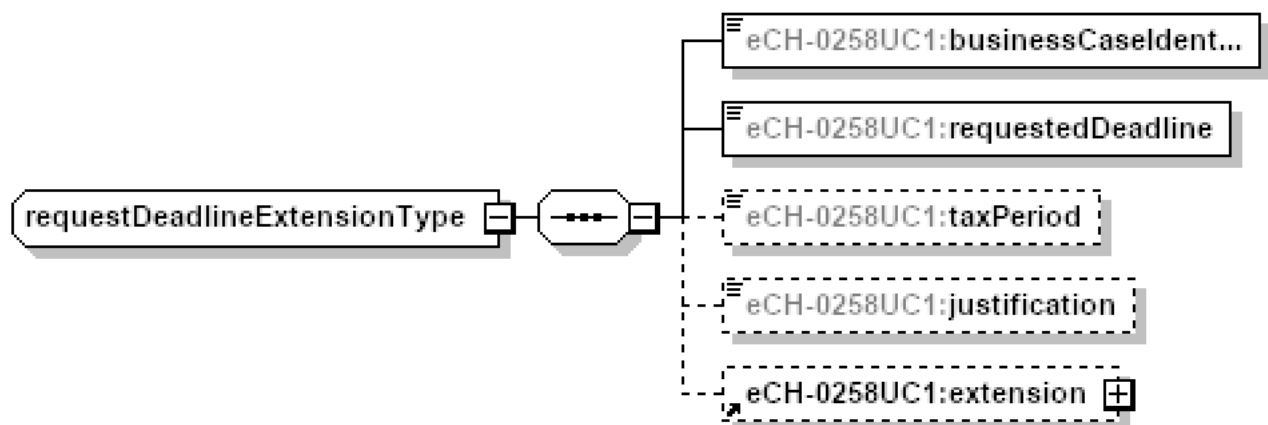 eCH-0258UC1:businessCaseIdent...
eCH-0258UC1:requestedDeadline
requestDeadlineExtensionType
eCH-0258UC1:taxPeriod
eCH-0258UC1:justification
eCH-0258UC1:extension